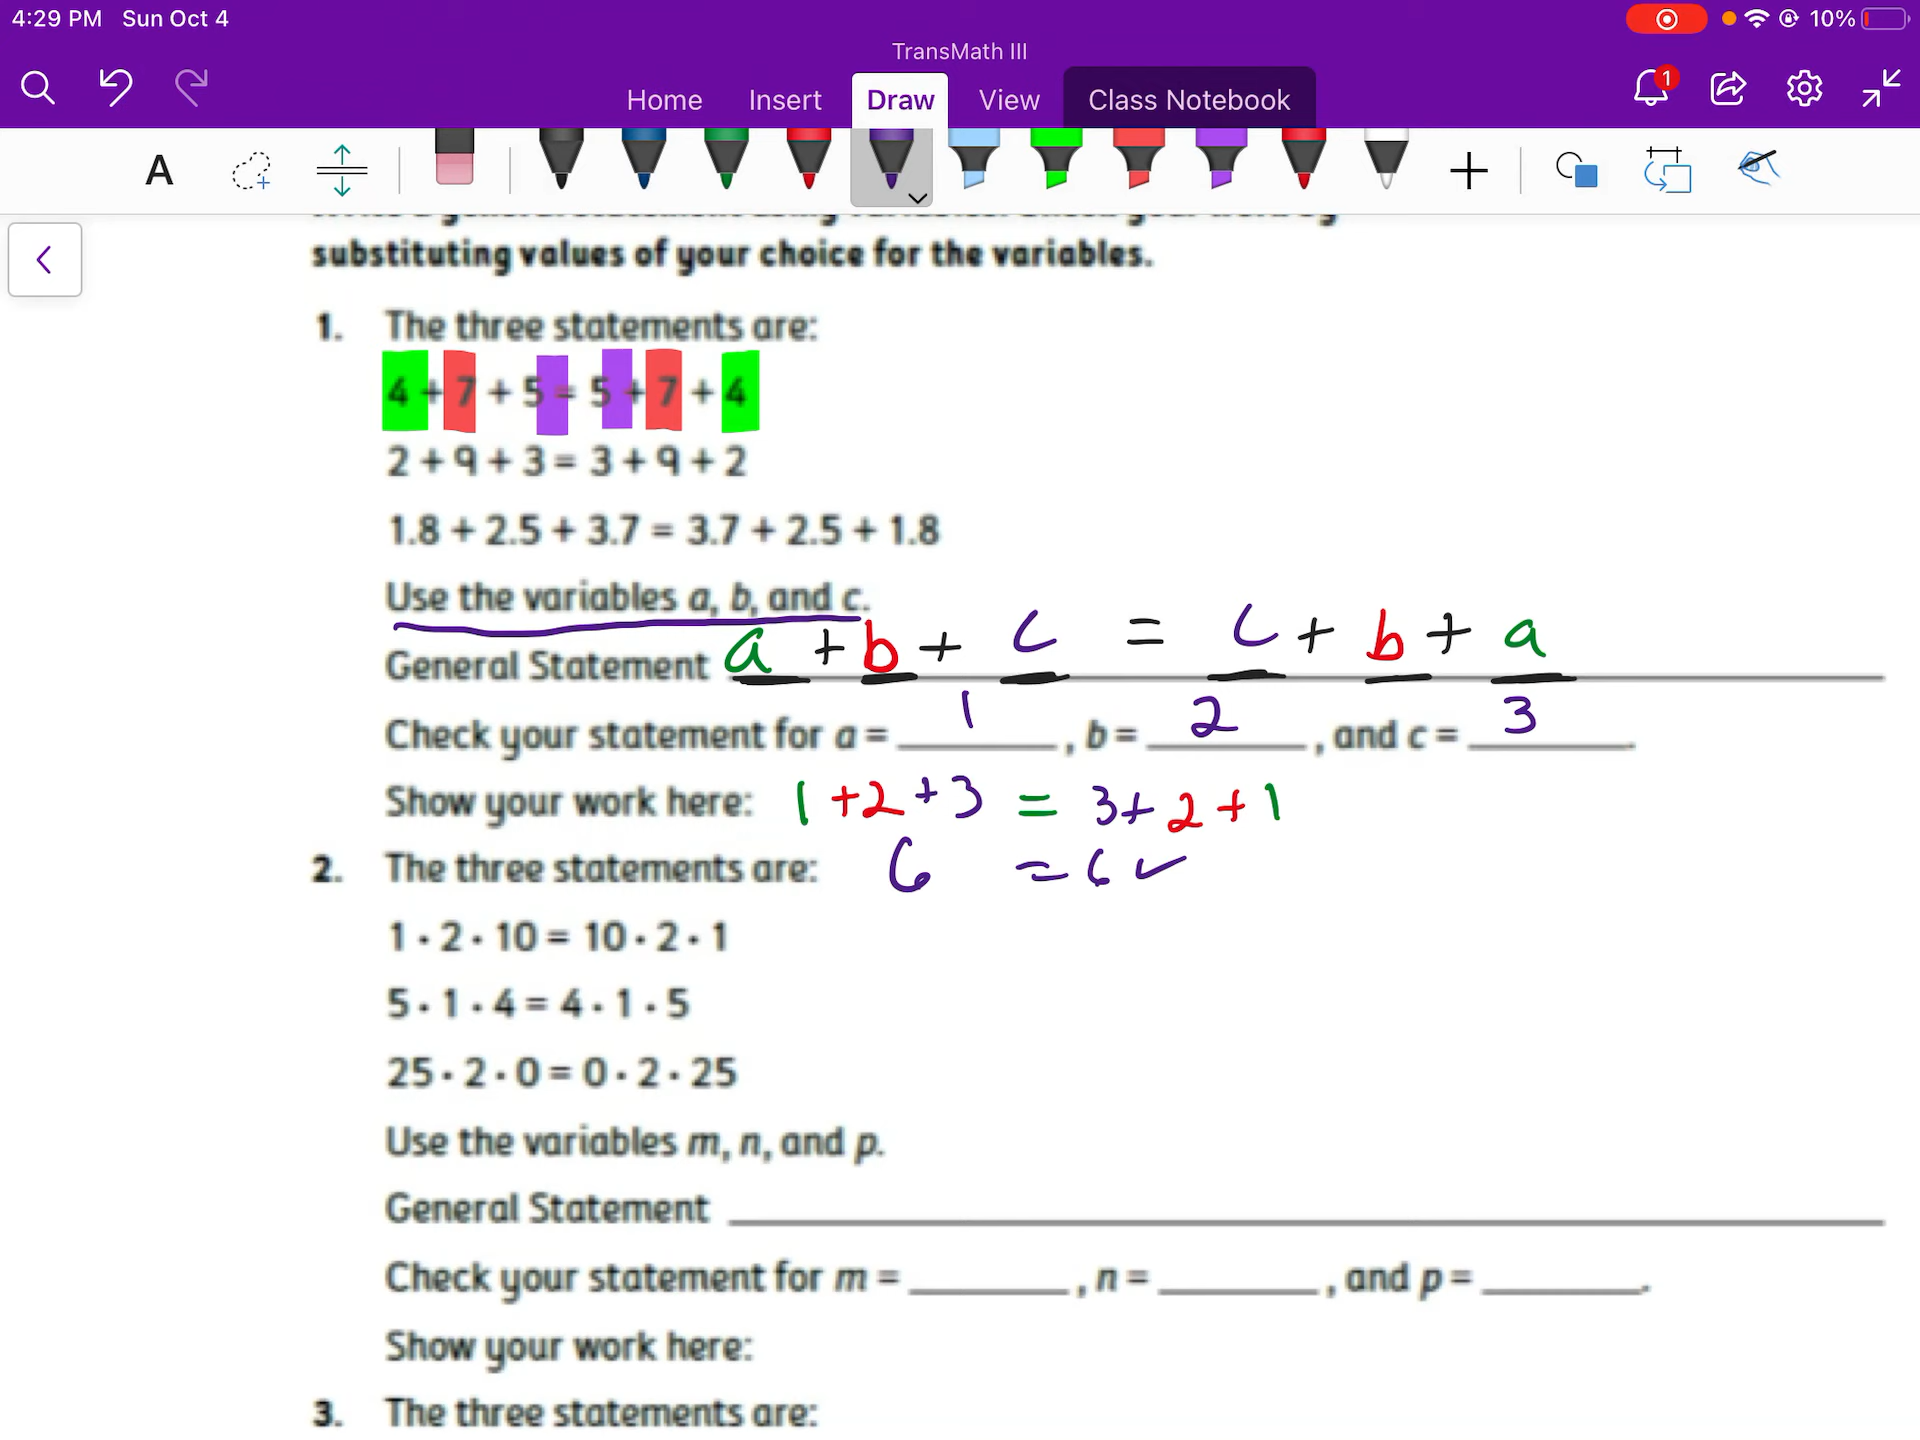 4:29 PM Sun Oct 4
10%
TransMath III
1
Home Insert Draw View Class Notebook
A
substituting values of your choice for the variables.
1. The three statements are:
4 + 7 + 5 = 5 + 7 + 4
2 + 9 + 3 = 3 + 9 + 2
1.8 + 2.5 + 3.7 = 3.7 + 2.5 + 1.8
Use the variables a, b, and c.
General Statement a + b + c = c + b + a
Check your statement for a = 1, b = 2, and c = 3.
Show your work here: 1 + 2 + 3 = 3 + 2 + 1
6 = 6 ✓
2. The three statements are:
1 · 2 · 10 = 10 · 2 · 1
5 · 1 · 4 = 4 · 1 · 5
25 · 2 · 0 = 0 · 2 · 25
Use the variables m, n, and p.
General Statement
Check your statement for m = ________, n = ________, and p = ________.
Show your work here:
3. The three statements are: